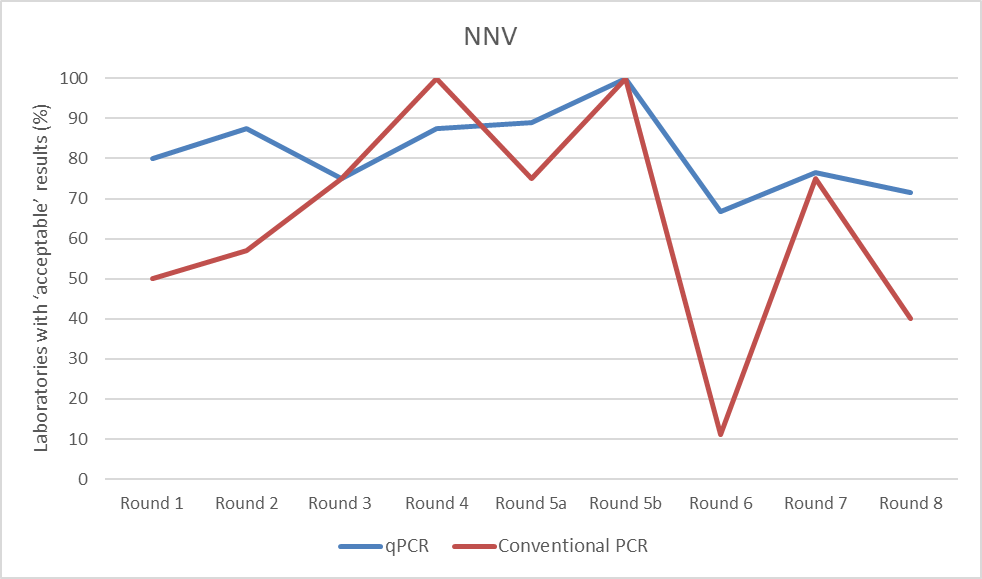 NNV
Laboratories with ‘acceptable’ results (%)
100
90
80
70
60
50
40
30
20
10
0
Round 1 Round 2 Round 3 Round 4 Round 5a Round 5b Round 6 Round 7 Round 8
qPCR Conventional PCR